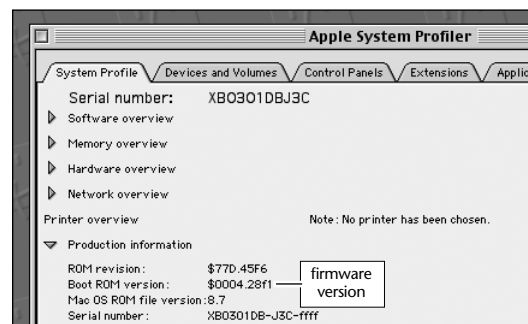 Apple System Profiler
System Profile Devices and Volumes Control Panels Extensions Applic
Serial number: XB0301DBJ3C
Software overview
Memory overview
Hardware overview
Network overview
Printer overview Note: No printer has been chosen.
Production information
ROM revision: $77D.45F6
Boot ROM version: $0004.28f1
firmware
version
Mac OS ROM file version: 8.7
Serial number: XB0301DB-J3C-ffff